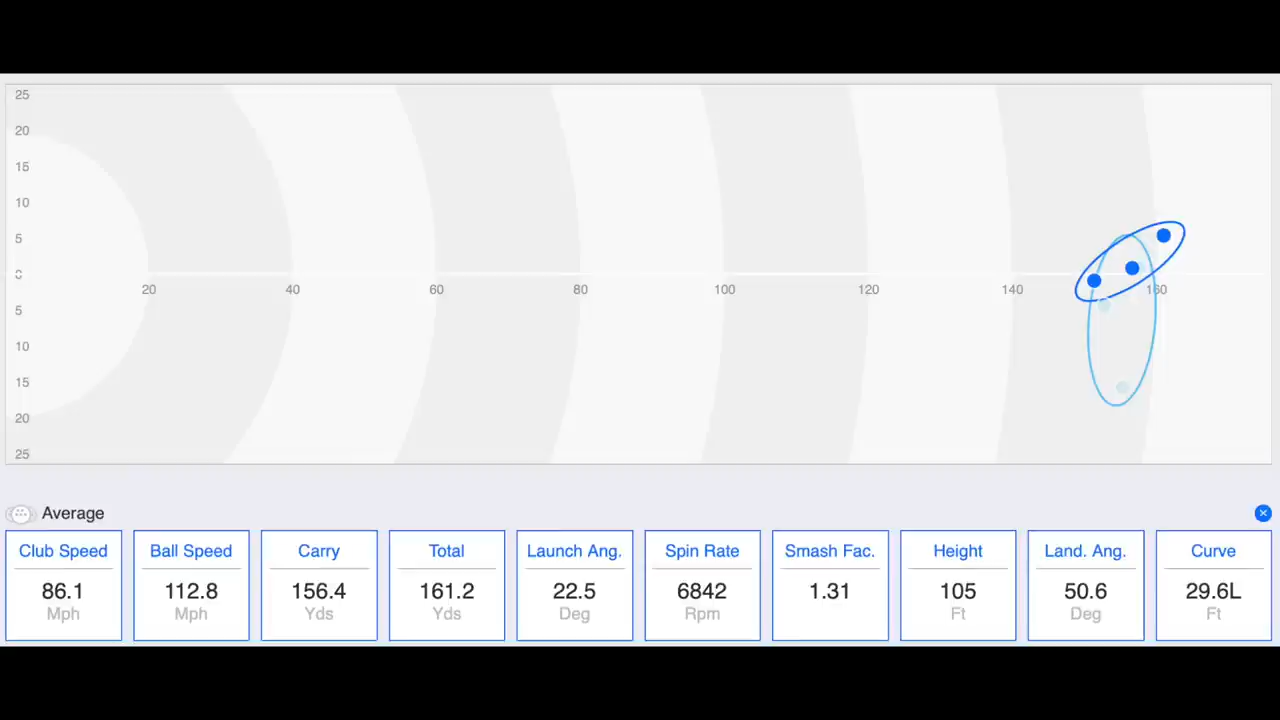 25
20
15
10
5
0
20 40 60 80 100 120 140 160
5
10
15
20
25
Average
Club Speed Ball Speed Carry Total Launch Ang. Spin Rate Smash Fac. Height Land. Ang. Curve
86.1 112.8 156.4 161.2 22.5 6842 1.31 105 50.6 29.6L
Mph Mph Yds Yds Deg Rpm Ft Deg Ft